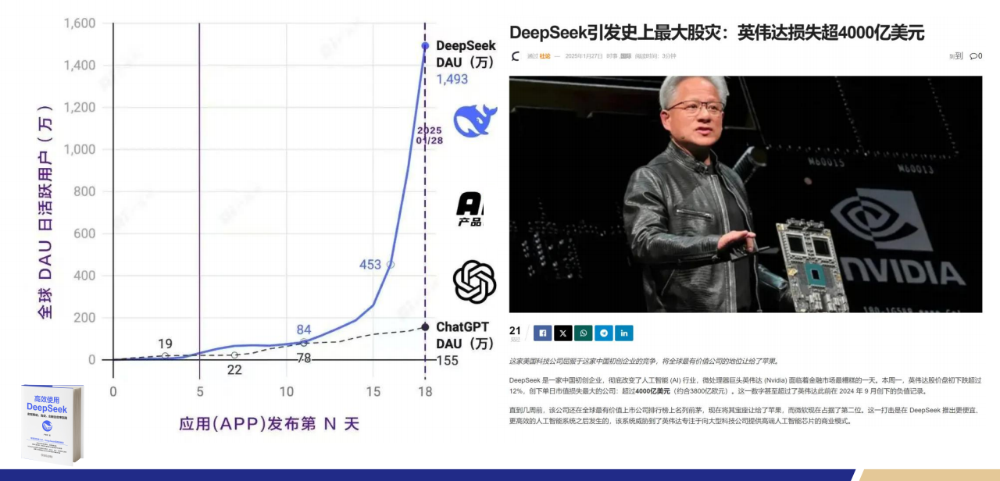 1,600
1,400
1,200
1,000
800
600
400
200
0
全球 DAU 日活跃用户（万）
0
5
10
15
18
应用(APP)发布第 N 天
19
22
84
78
453
DeepSeek
DAU（万）
1,493
2025
01/28
AI
产品
ChatGPT
DAU（万）
155
高效使用
DeepSeek
DeepSeek引发史上最大股灾：英伟达损失超4000亿美元
通过 社论 — 2025年1月27日 时事 阅读时间：3分钟
到 0
M60015
M60013
NVIDIA
21
这家美国科技公司屈服于这家中国初创企业的竞争，将全球最有价值公司的地位让给了苹果。
DeepSeek 是一家中国初创企业，彻底改变了人工智能 (AI) 行业，微处理器巨头英伟达 (Nvidia) 面临着金融市场最糟糕的一天。本周一，英伟达股价盘初下跌超过
12%，创下单日市值损失最大的公司：超过4000亿美元（约合3800亿欧元）。这一数字甚至超过了英伟达此前在 2024 年 9 月创下的负值记录。
直到几周前，该公司还在全球最有价值上市公司排行榜上名列前茅，现在将其宝座让给了苹果，而微软现在占据了第二位。这一打击是在 DeepSeek 推出更便宜、
更高效的人工智能系统之后发生的，该系统威胁到了英伟达专注于向大型科技公司提供高端人工智能芯片的商业模式。